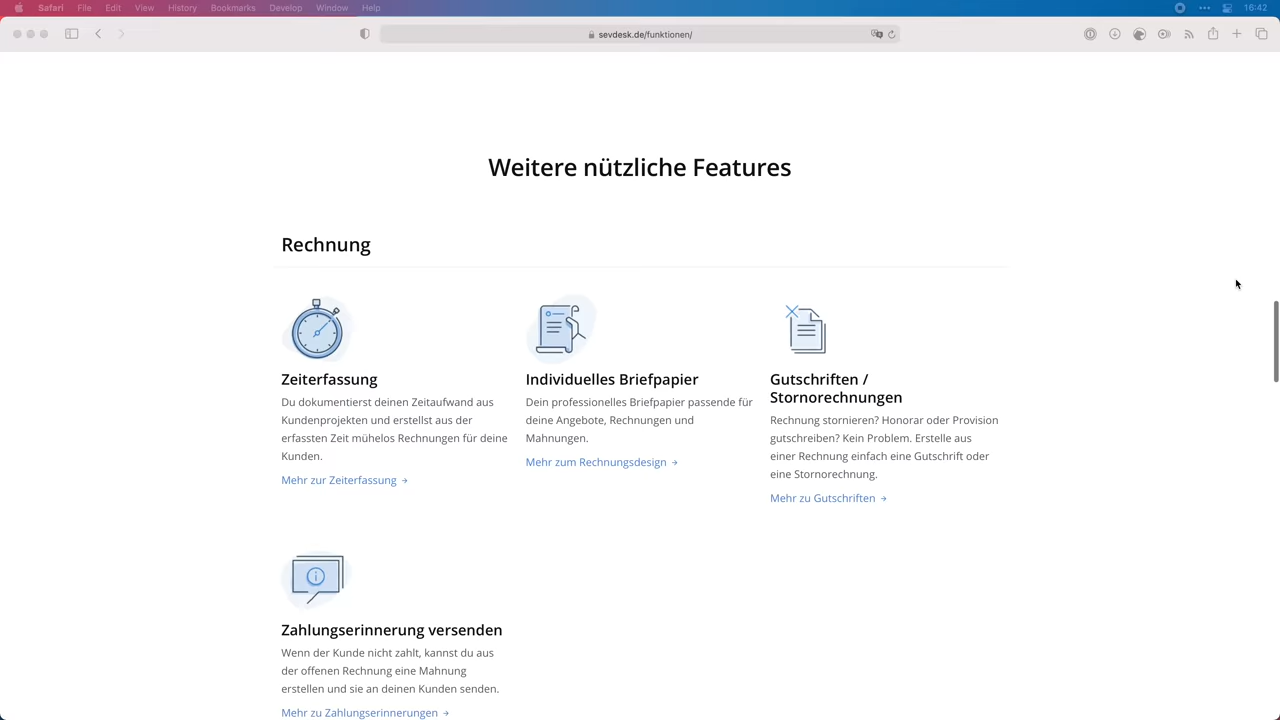 Safari File Edit View History Bookmarks Develop Window Help 16:42
sevdesk.de/funktionen/
Weitere nützliche Features
Rechnung
Zeiterfassung
Du dokumentierst deinen Zeitaufwand aus
Kundenprojekten und erstellst aus der
erfassten Zeit mühelos Rechnungen für deine
Kunden.
Mehr zur Zeiterfassung →
Individuelles Briefpapier
Dein professionelles Briefpapier passende für
deine Angebote, Rechnungen und
Mahnungen.
Mehr zum Rechnungsdesign →
Gutschriften /
Stornorechnungen
Rechnung stornieren? Honorar oder Provision
gutschreiben? Kein Problem. Erstelle aus
einer Rechnung einfach eine Gutschrift oder
eine Stornorechnung.
Mehr zu Gutschriften →
Zahlungserinnerung versenden
Wenn der Kunde nicht zahlt, kannst du aus
der offenen Rechnung eine Mahnung
erstellen und sie an deinen Kunden senden.
Mehr zu Zahlungserinnerungen →